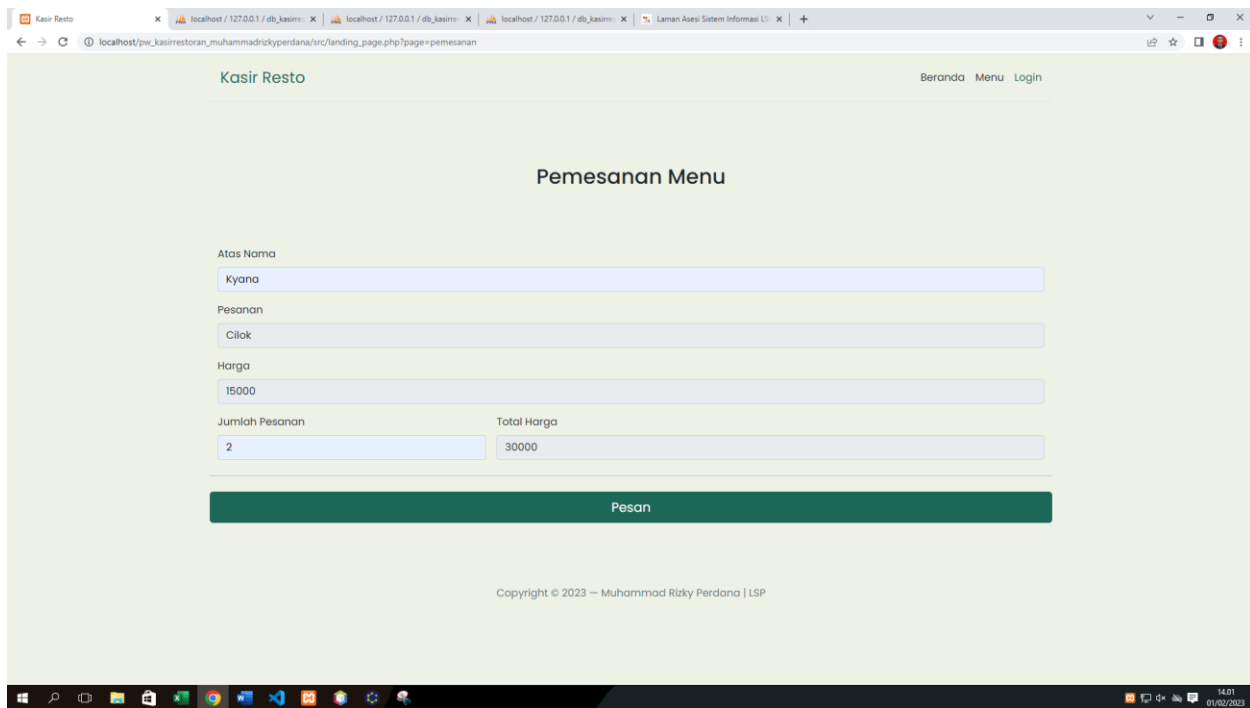 Kasir Resto
localhost / 127.0.0.1 / db_kasirres
localhost / 127.0.0.1 / db_kasirres
localhost / 127.0.0.1 / db_kasirres
Laman Asesi Sistem Informasi LS
localhost/pw_kasirrestoran_muhammadrizkyperdana/src/landing_page.php?page=pemesanan
Kasir Resto
Beranda Menu Login
Pemesanan Menu
Atas Nama
Kyana
Pesanan
Cilok
Harga
15000
Jumlah Pesanan Total Harga
2 30000
Pesan
Copyright © 2023 — Muhammad Rizky Perdana | LSP
14.01
01/02/2023